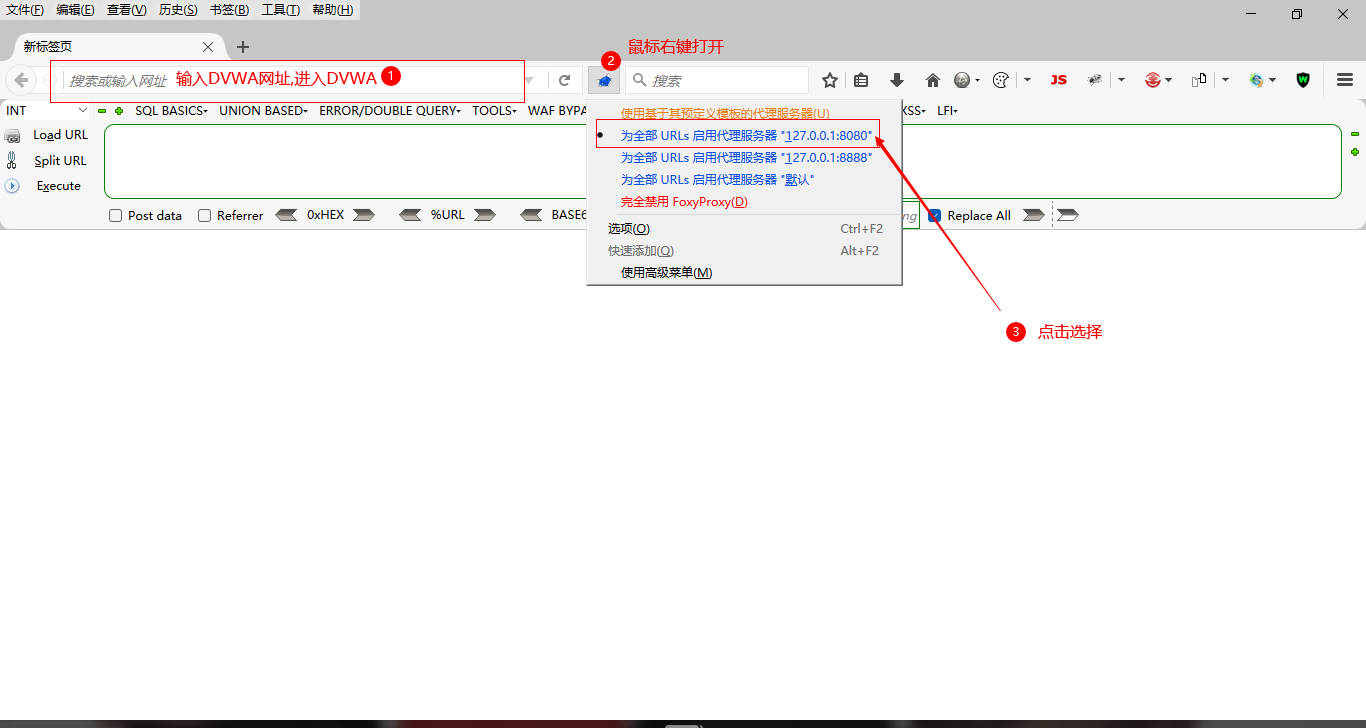 文件(F) 编辑(E) 查看(V) 历史(S) 书签(B) 工具(T) 帮助(H)
新标签页
鼠标右键打开
2
搜索或输入网址 输入DVWA网址,进入DVWA 1
搜索
JS
INT SQL BASICS UNION BASED ERROR/DOUBLE QUERY TOOLS WAF BYPA XSS LFI
使用基于其预定义模板的代理服务器(U)
Load URL
为全部 URLs 启用代理服务器 "127.0.0.1:8080"
Split URL
为全部 URLs 启用代理服务器 "127.0.0.1:8888"
Execute
为全部 URLs 启用代理服务器 "默认"
完全禁用 FoxyProxy(D)
Post data Referrer 0xHEX %URL BASE6 ng Replace All
选项(O) Ctrl+F2
快速添加(Q) Alt+F2
使用高级菜单(M)
3 点击选择